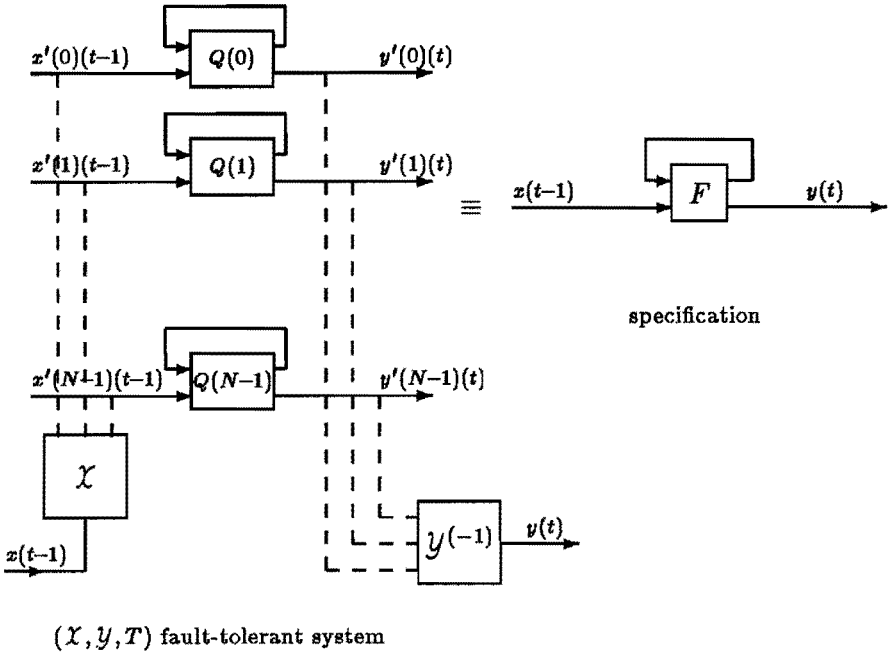 x′(0)(t−1)
Q(0)
y′(0)(t)
x′(1)(t−1)
Q(1)
y′(1)(t)
≡
x(t−1)
F
y(t)
specification
x′(N−1)(t−1)
Q(N−1)
y′(N−1)(t)
𝒳
x(t−1)
𝒴(−1)
y(t)
(𝒳, 𝒴, T) fault-tolerant system